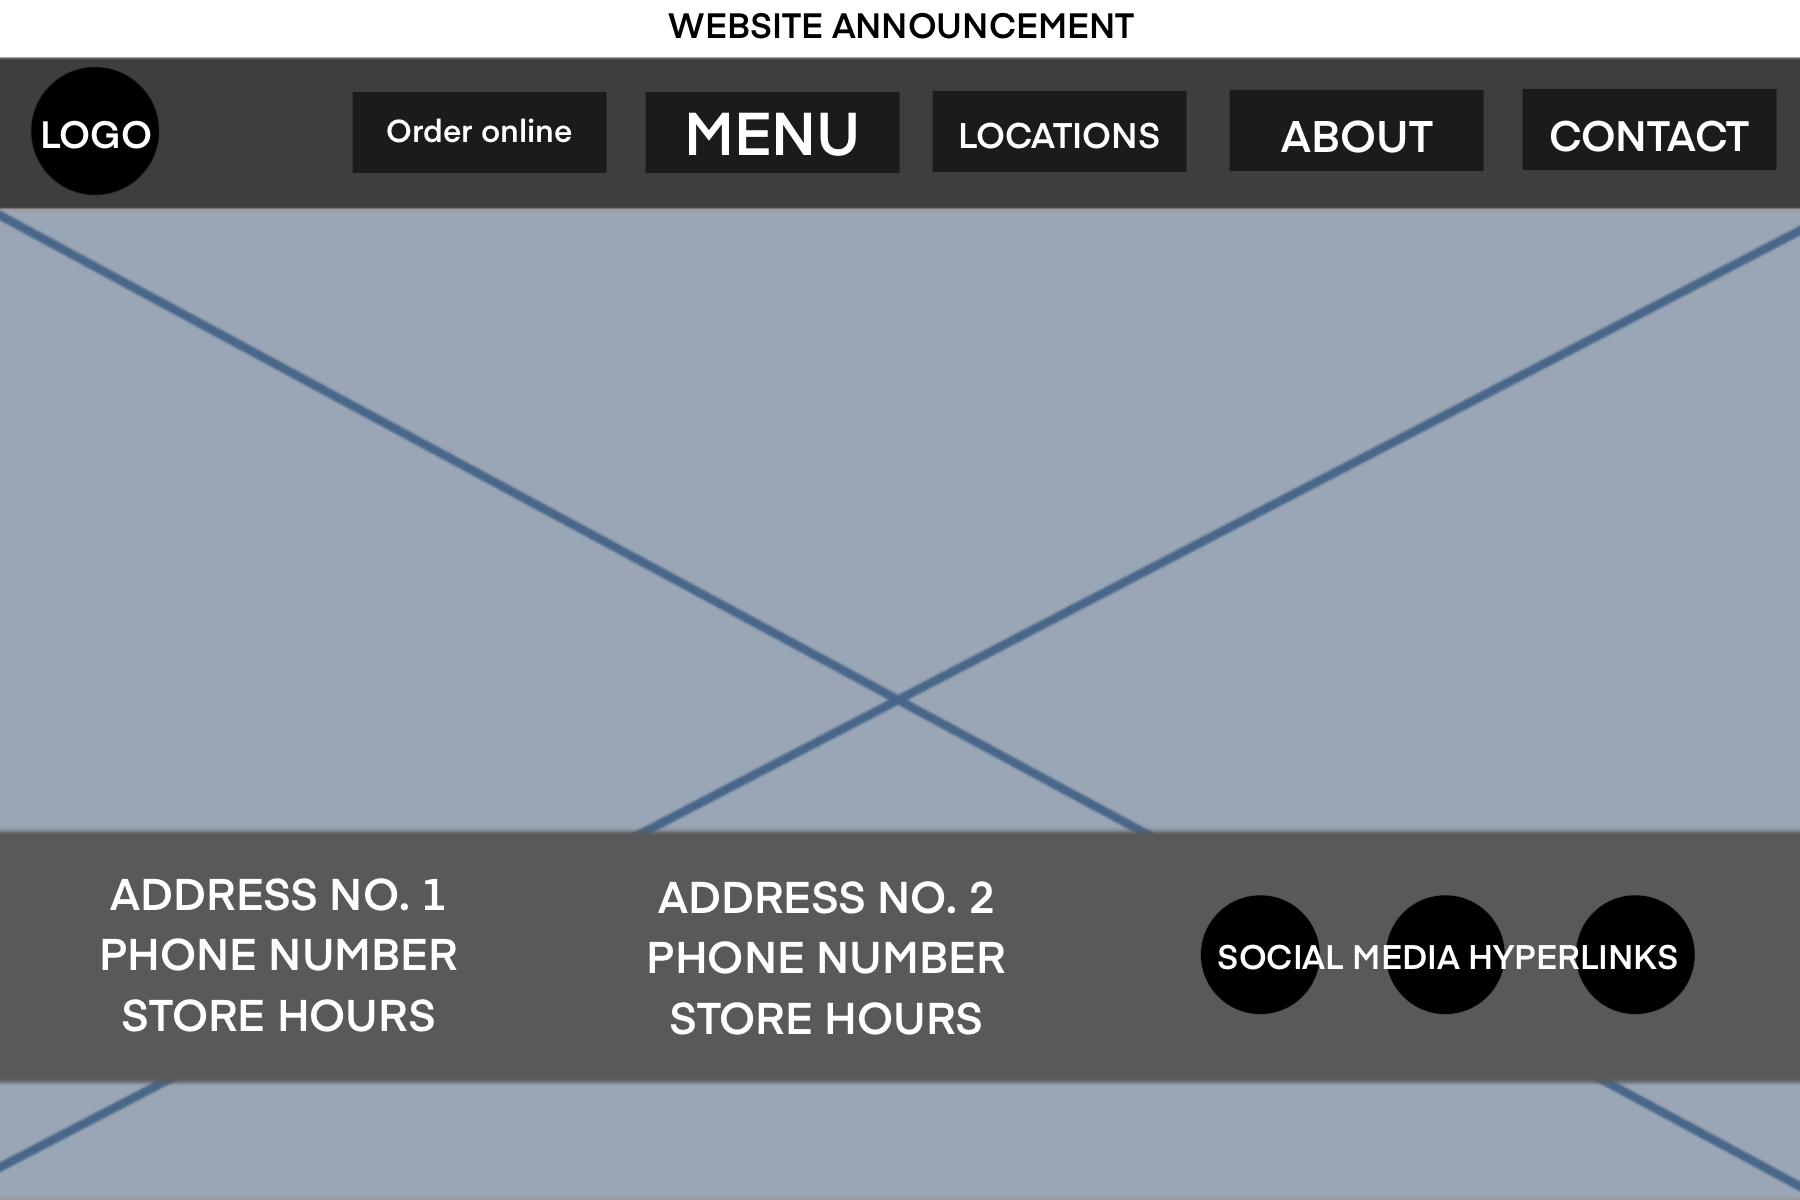 WEBSITE ANNOUNCEMENT
LOGO
Order online
MENU
LOCATIONS
ABOUT
CONTACT
ADDRESS NO. 1
PHONE NUMBER
STORE HOURS
ADDRESS NO. 2
PHONE NUMBER
STORE HOURS
SOCIAL MEDIA HYPERLINKS